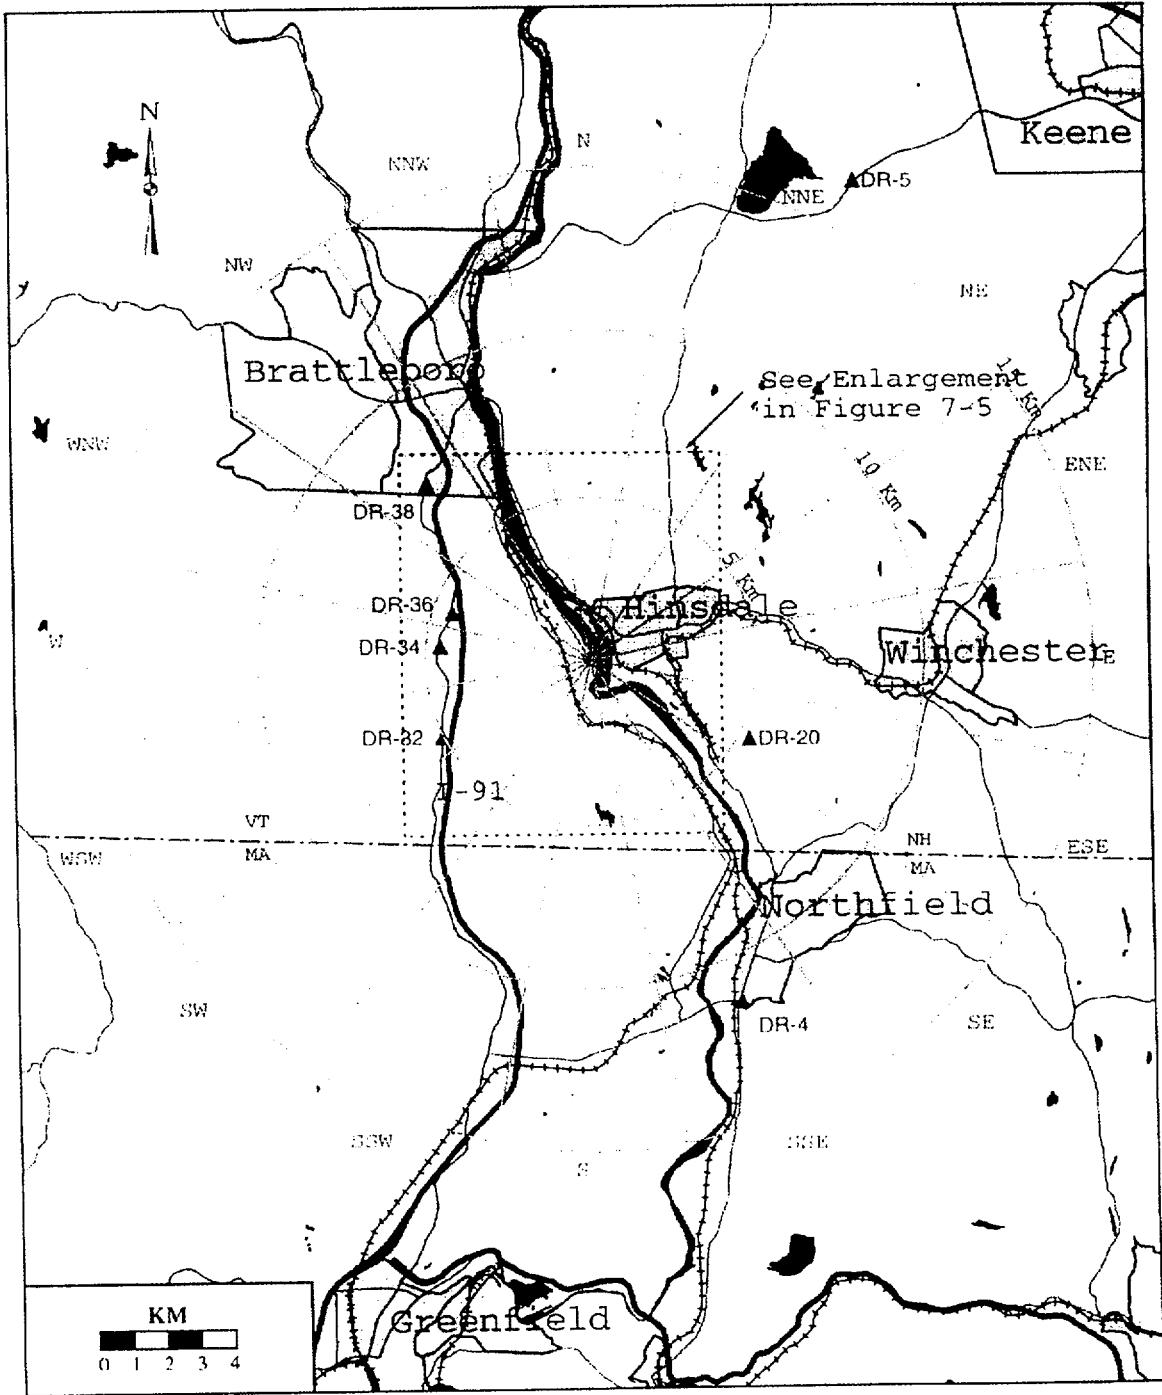 N
Keene
N
NNW
NNE
DR-5
NW
NE
Brattleboro
See Enlargement
in Figure 7-5
Km
WNW
10 Km
ENE
DR-38
5 Km
DR-36
Hinsdale
W
DR-34
Winchester
E
DR-32
DR-20
I-91
VT
NH
WSW
MA
MA
ESE
Northfield
SW
DR-4
SE
SSW
SSE
S
KM
0 1 2 3 4
Greenfield